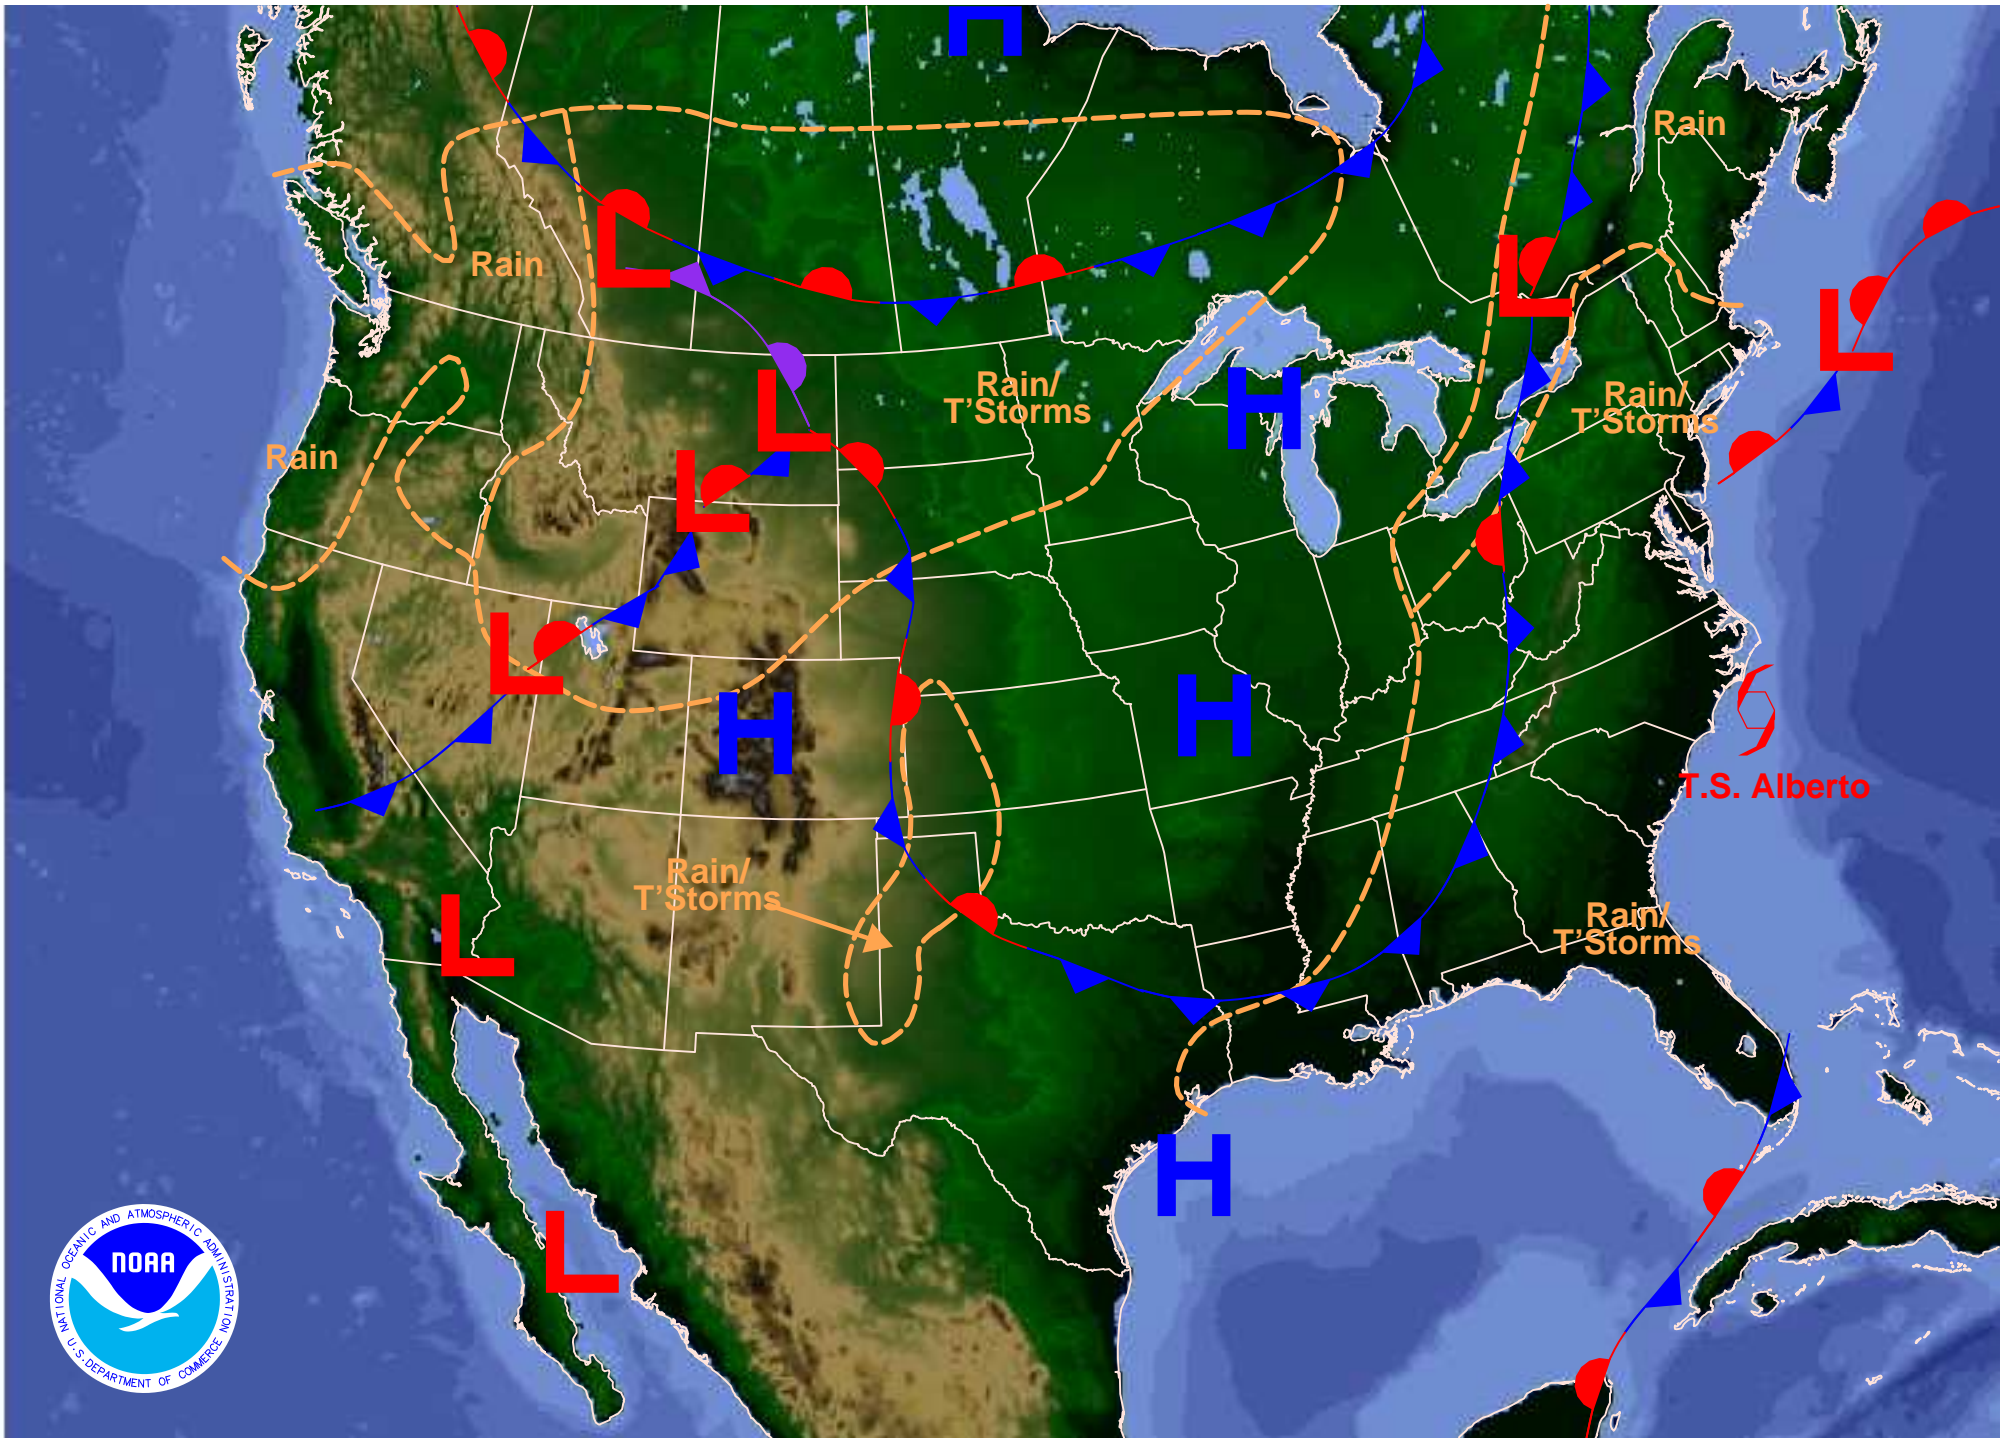 H
Rain
Rain
L
L
L
Rain/
T'Storms
H
Rain/
T'Storms
L
L
Rain
L
L
H
H
T.S. Alberto
Rain/
T'Storms
L
Rain/
T'Storms
H
L
NATIONAL OCEANIC AND ATMOSPHERIC ADMINISTRATION
NOAA
U.S. DEPARTMENT OF COMMERCE